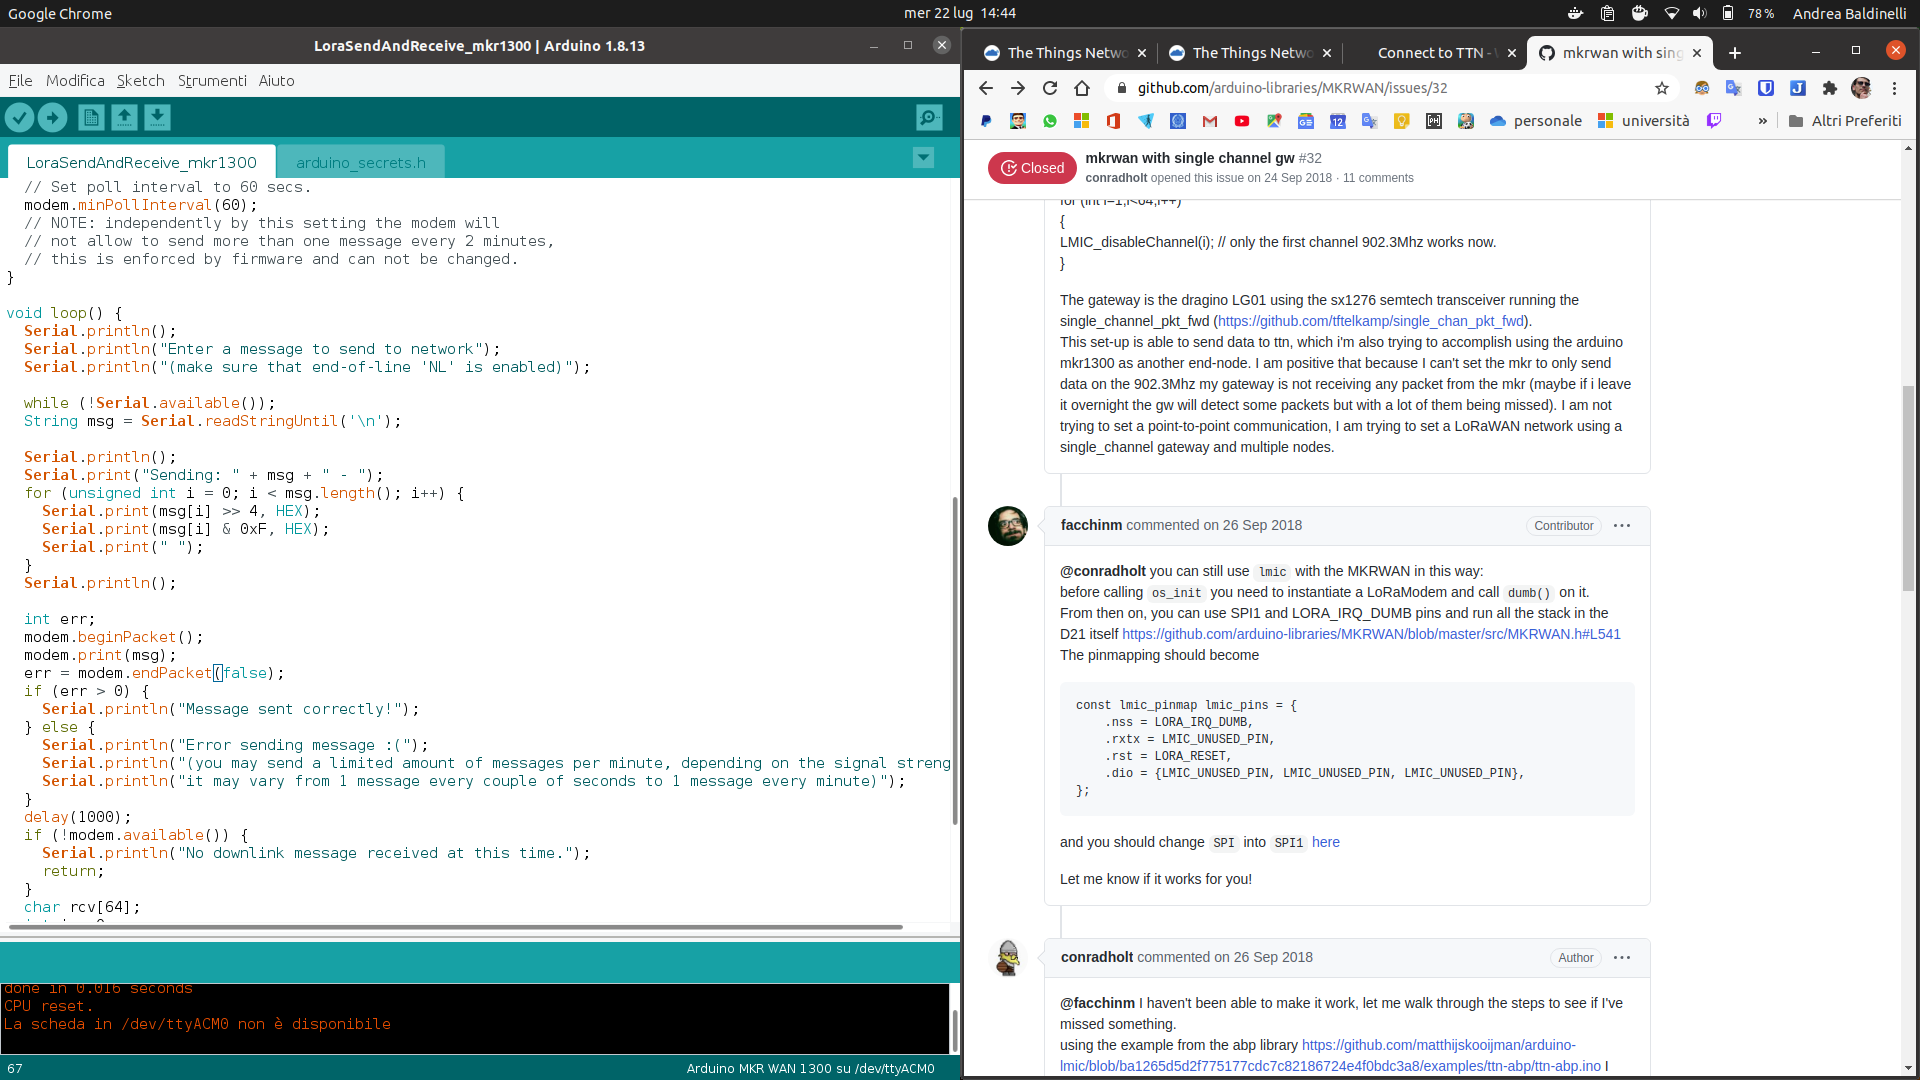 Google Chrome
mer 22 lug 14:44
78 %
Andrea Baldinelli
LoraSendAndReceive_mkr1300 | Arduino 1.8.13
File Modifica Sketch Strumenti Aiuto
LoraSendAndReceive_mkr1300
arduino_secrets.h
// Set poll interval to 60 secs.
modem.minPollInterval(60);
// NOTE: independently by this setting the modem will
// not allow to send more than one message every 2 minutes,
// this is enforced by firmware and can not be changed.
}
void loop() {
Serial.println();
Serial.println("Enter a message to send to network");
Serial.println("(make sure that end-of-line 'NL' is enabled)");
while (!Serial.available());
String msg = Serial.readStringUntil('\n');
Serial.println();
Serial.print("Sending: " + msg + " - ");
for (unsigned int i = 0; i < msg.length(); i++) {
Serial.print(msg[i] >> 4, HEX);
Serial.print(msg[i] & 0xF, HEX);
Serial.print(" ");
}
Serial.println();
int err;
modem.beginPacket();
modem.print(msg);
err = modem.endPacket(false);
if (err > 0) {
Serial.println("Message sent correctly!");
} else {
Serial.println("Error sending message :(");
Serial.println("(you may send a limited amount of messages per minute, depending on the signal streng
Serial.println("it may vary from 1 message every couple of seconds to 1 message every minute)");
}
delay(1000);
if (!modem.available()) {
Serial.println("No downlink message received at this time.");
return;
}
char rcv[64];
done in 0.016 seconds
CPU reset.
La scheda in /dev/ttyACM0 non è disponibile
67
Arduino MKR WAN 1300 su /dev/ttyACM0
The Things Netwo
The Things Netwo
Connect to TTN -
mkrwan with sing
github.com/arduino-libraries/MKRWAN/issues/32
personale
università
»
Altri Preferiti
Closed
mkrwan with single channel gw #32
conradholt opened this issue on 24 Sep 2018 · 11 comments
for (int i=1;i<64;i++)
{
LMIC_disableChannel(i); // only the first channel 902.3Mhz works now.
}
The gateway is the dragino LG01 using the sx1276 semtech transceiver running the
single_channel_pkt_fwd (https://github.com/tftelkamp/single_chan_pkt_fwd).
This set-up is able to send data to ttn, which i'm also trying to accomplish using the arduino
mkr1300 as another end-node. I am positive that because I can't set the mkr to only send
data on the 902.3Mhz my gateway is not receiving any packet from the mkr (maybe if i leave
it overnight the gw will detect some packets but with a lot of them being missed). I am not
trying to set a point-to-point communication, I am trying to set a LoRaWAN network using a
single_channel gateway and multiple nodes.
facchinm commented on 26 Sep 2018
Contributor
@conradholt you can still use lmic with the MKRWAN in this way:
before calling os_init you need to instantiate a LoRaModem and call dumb() on it.
From then on, you can use SPI1 and LORA_IRQ_DUMB pins and run all the stack in the
D21 itself https://github.com/arduino-libraries/MKRWAN/blob/master/src/MKRWAN.h#L541
The pinmapping should become
const lmic_pinmap lmic_pins = {
.nss = LORA_IRQ_DUMB,
.rxtx = LMIC_UNUSED_PIN,
.rst = LORA_RESET,
.dio = {LMIC_UNUSED_PIN, LMIC_UNUSED_PIN, LMIC_UNUSED_PIN},
};
and you should change SPI into SPI1 here
Let me know if it works for you!
conradholt commented on 26 Sep 2018
Author
@facchinm I haven't been able to make it work, let me walk through the steps to see if I've
missed something.
using the example from the abp library https://github.com/matthijskooijman/arduino-
lmic/blob/ba1265d5d2f775177cdc7c82186724e4f0bdc3a8/examples/ttn-abp/ttn-abp.ino I